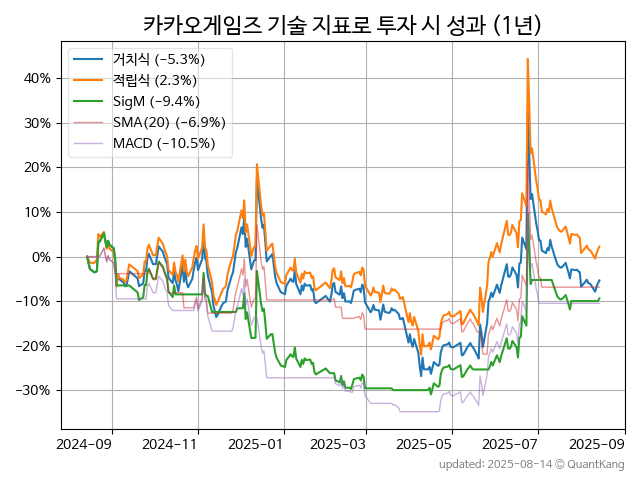 카카오게임즈 기술 지표로 투자 시 성과 (1년)
거치식 (−5.3%)
적립식 (2.3%)
SigM (−9.4%)
SMA(20) (−6.9%)
MACD (−10.5%)
40%
30%
20%
10%
0%
−10%
−20%
−30%
2024-09 2024-11 2025-01 2025-03 2025-05 2025-07 2025-09
updated: 2025-08-14 © QuantKang